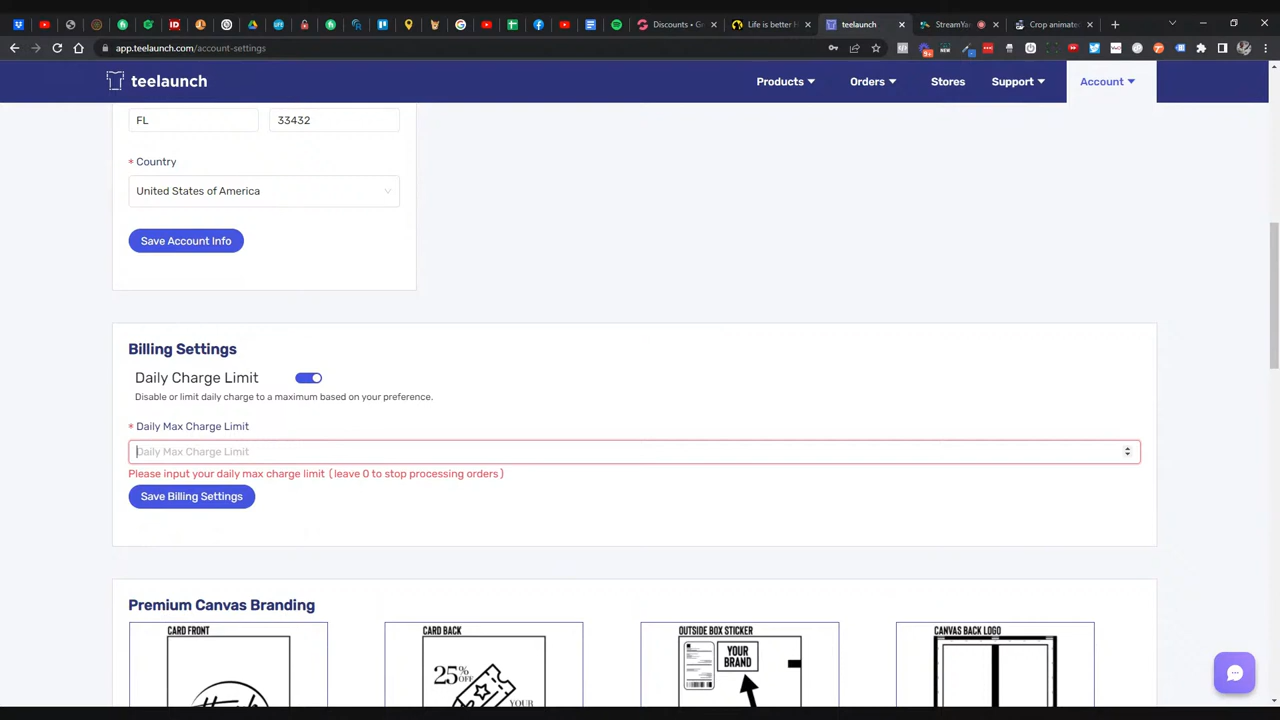 Discounts - G
Life is better H
teelaunch
StreamYar
Crop animate
app.teelaunch.com/account-settings
9+
NEW
teelaunch
Products
Orders
Stores
Support
Account
FL
33432
* Country
United States of America
Save Account Info
Billing Settings
Daily Charge Limit
Disable or limit daily charge to a maximum based on your preference.
* Daily Max Charge Limit
Daily Max Charge Limit
Please input your daily max charge limit (leave 0 to stop processing orders)
Save Billing Settings
Premium Canvas Branding
CARD FRONT
CARD BACK
OUTSIDE BOX STICKER
CANVAS BACK LOGO
25% OFF
YOUR
YOUR BRAND